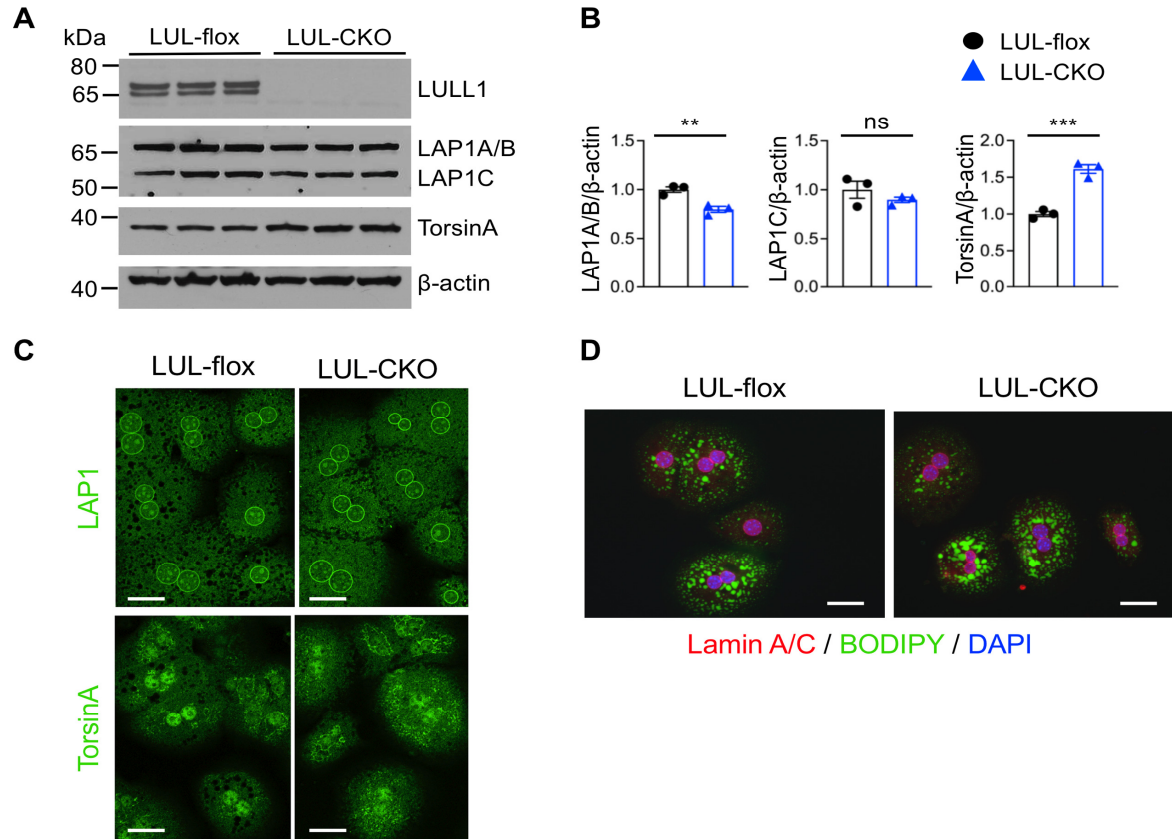 A
kDa
LUL-flox
LUL-CKO
80
65
LULL1
65
50
LAP1A/B
LAP1C
40
TorsinA
40
β-actin
B
LUL-flox
LUL-CKO
LAP1A/B/β-actin
1.5
1.0
0.5
0.0
**
LAP1C/β-actin
1.5
1.0
0.5
0.0
ns
TorsinA/β-actin
2.0
1.5
1.0
0.5
0.0
***
C
LUL-flox
LUL-CKO
LAP1
TorsinA
D
LUL-flox
LUL-CKO
Lamin A/C / BODIPY / DAPI